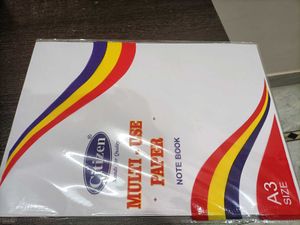 Citizen
MULTI - USE
- PAPER -
NOTE BOOK
A3
SIZE